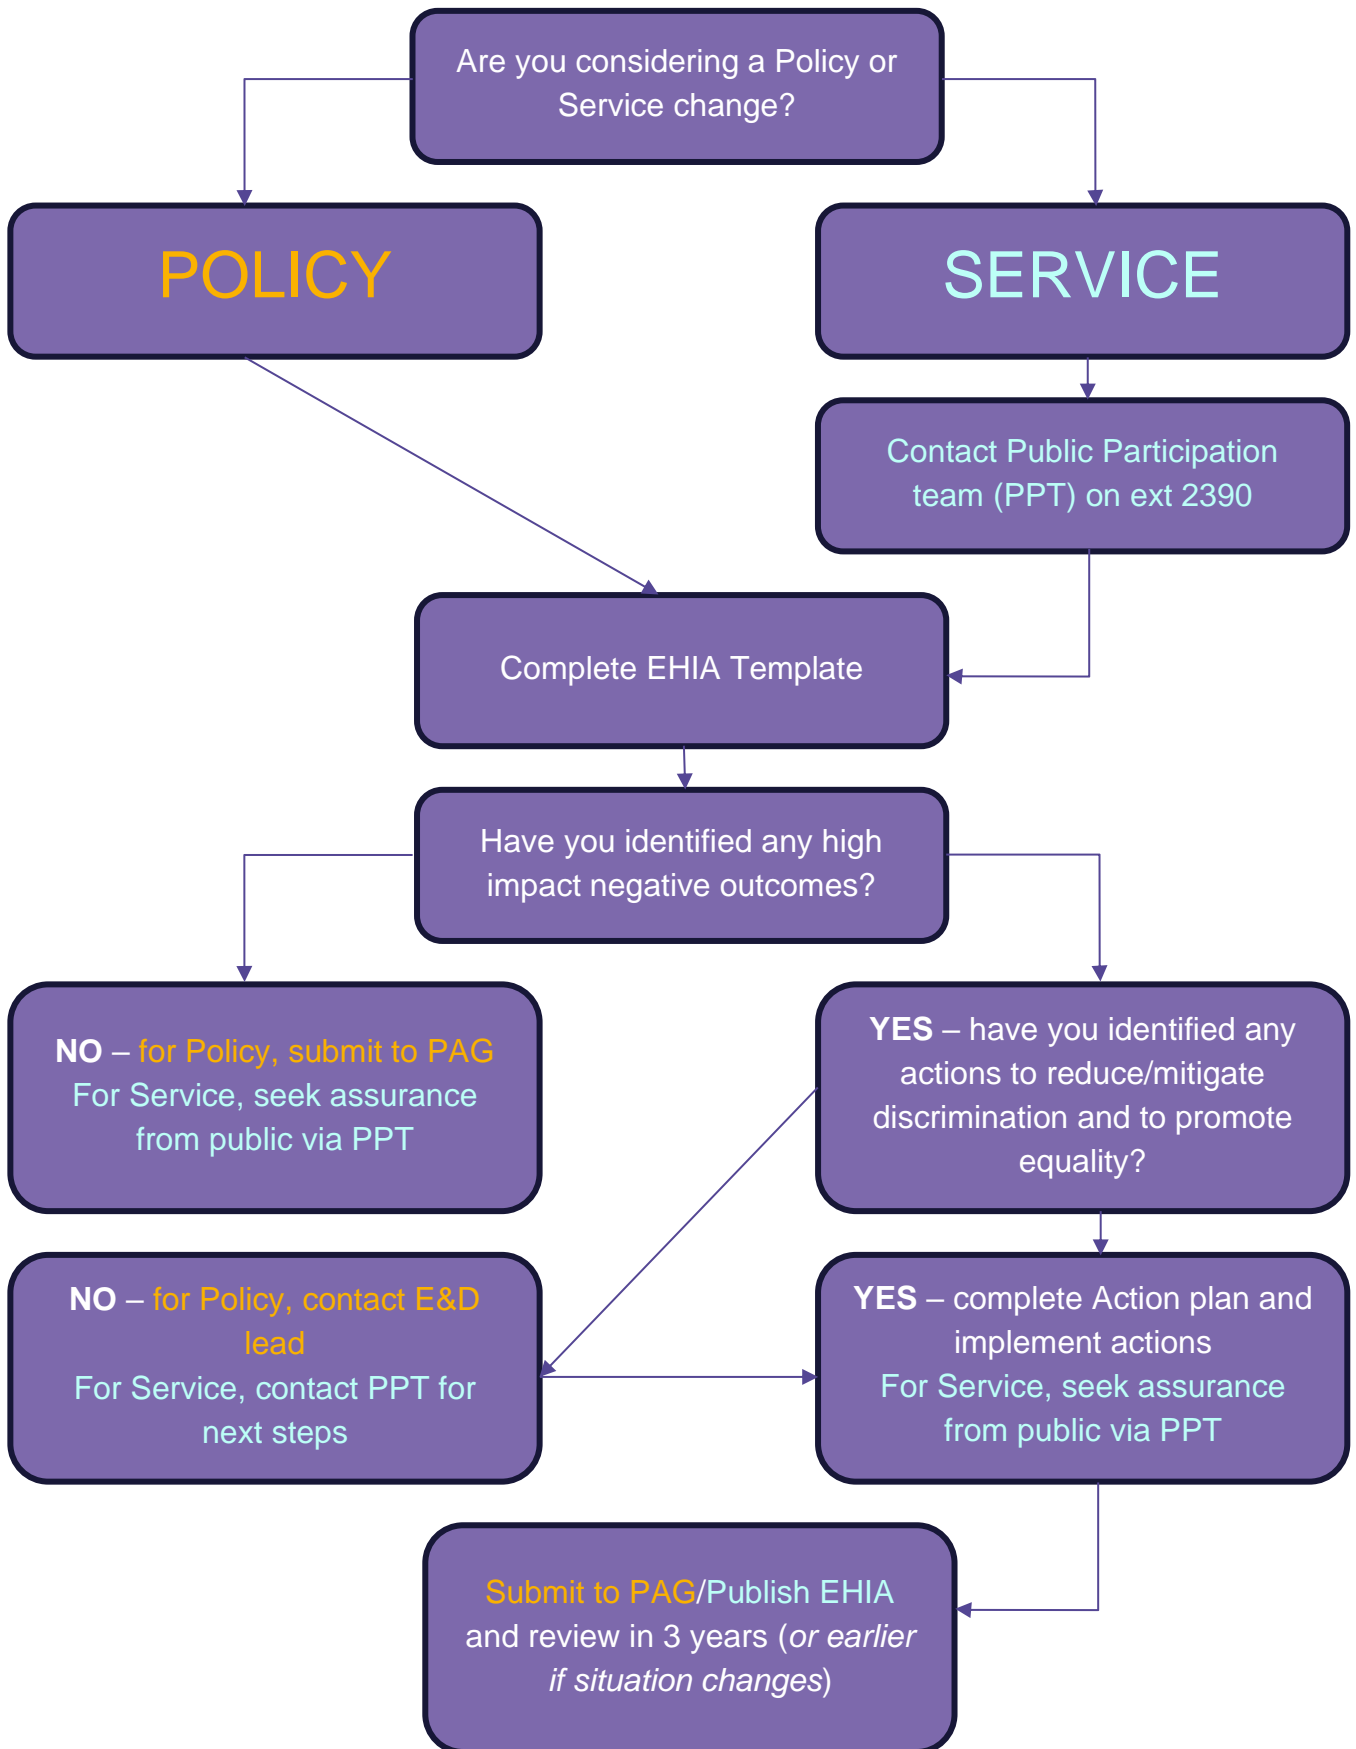 Are you considering a Policy or
Service change?
POLICY
SERVICE
Contact Public Participation
team (PPT) on ext 2390
Complete EHIA Template
Have you identified any high
impact negative outcomes?
NO – for Policy, submit to PAG
For Service, seek assurance
from public via PPT
YES – have you identified any
actions to reduce/mitigate
discrimination and to promote
equality?
NO – for Policy, contact E&D
lead
For Service, contact PPT for
next steps
YES – complete Action plan and
implement actions
For Service, seek assurance
from public via PPT
Submit to PAG/Publish EHIA
and review in 3 years (or earlier
if situation changes)